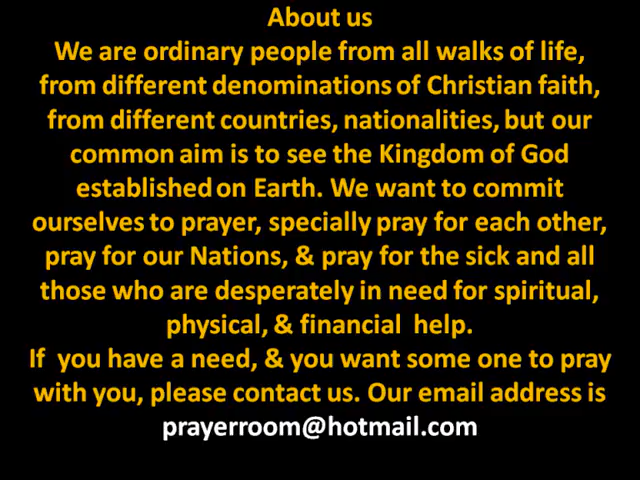 About us
We are ordinary people from all walks of life,
from different denominations of Christian faith,
from different countries, nationalities, but our
common aim is to see the Kingdom of God
established on Earth. We want to commit
ourselves to prayer, specially pray for each other,
pray for our Nations, & pray for the sick and all
those who are desperately in need for spiritual,
physical, & financial  help.
If  you have a need, & you want some one to pray
with you, please contact us. Our email address is
prayerroom@hotmail.com